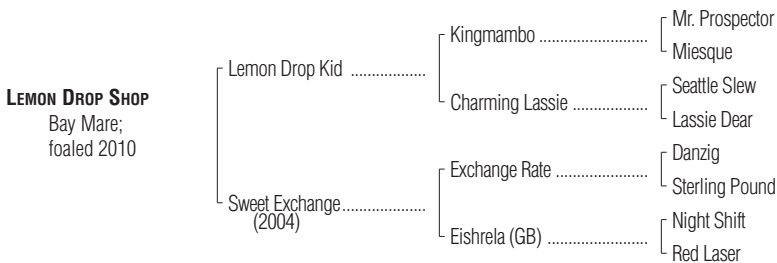 LEMON DROP SHOP
Bay Mare;
foaled 2010
Lemon Drop Kid ..................
Sweet Exchange....................
(2004)
Kingmambo ..........................
Charming Lassie ..................
Exchange Rate ......................
Eishrela (GB) ........................
Mr. Prospector
Miesque
Seattle Slew
Lassie Dear
Danzig
Sterling Pound
Night Shift
Red Laser